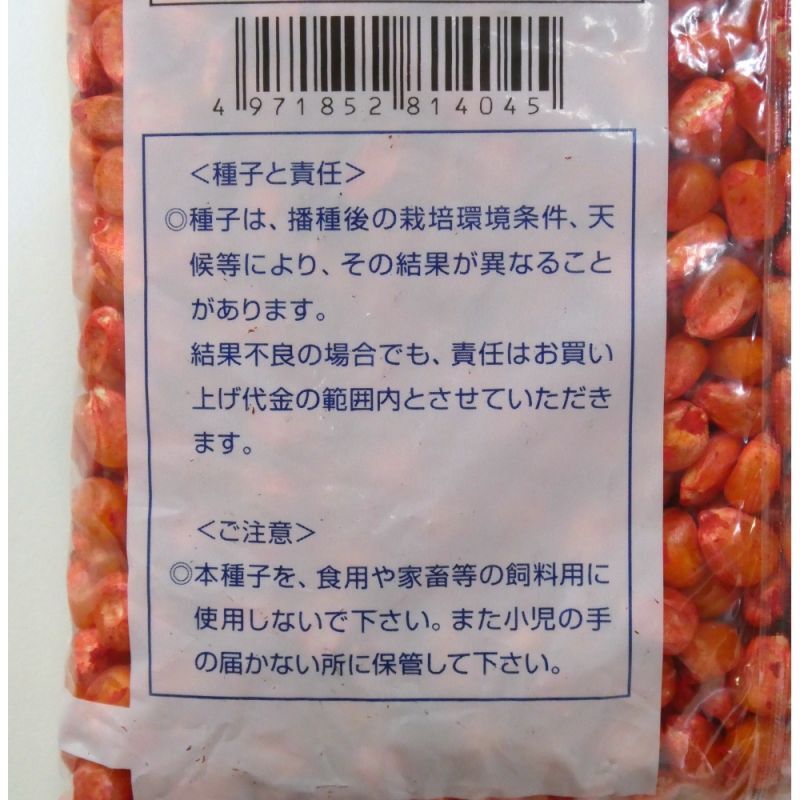 4971852814045
＜種子と責任＞
◎種子は、播種後の栽培環境条件、天
候等により、その結果が異なること
があります。
結果不良の場合でも、責任はお買い
上げ代金の範囲内とさせていただき
ます。
＜ご注意＞
◎本種子を、食用や家畜等の飼料用に
使用しないで下さい。また小児の手
の届かない所に保管して下さい。